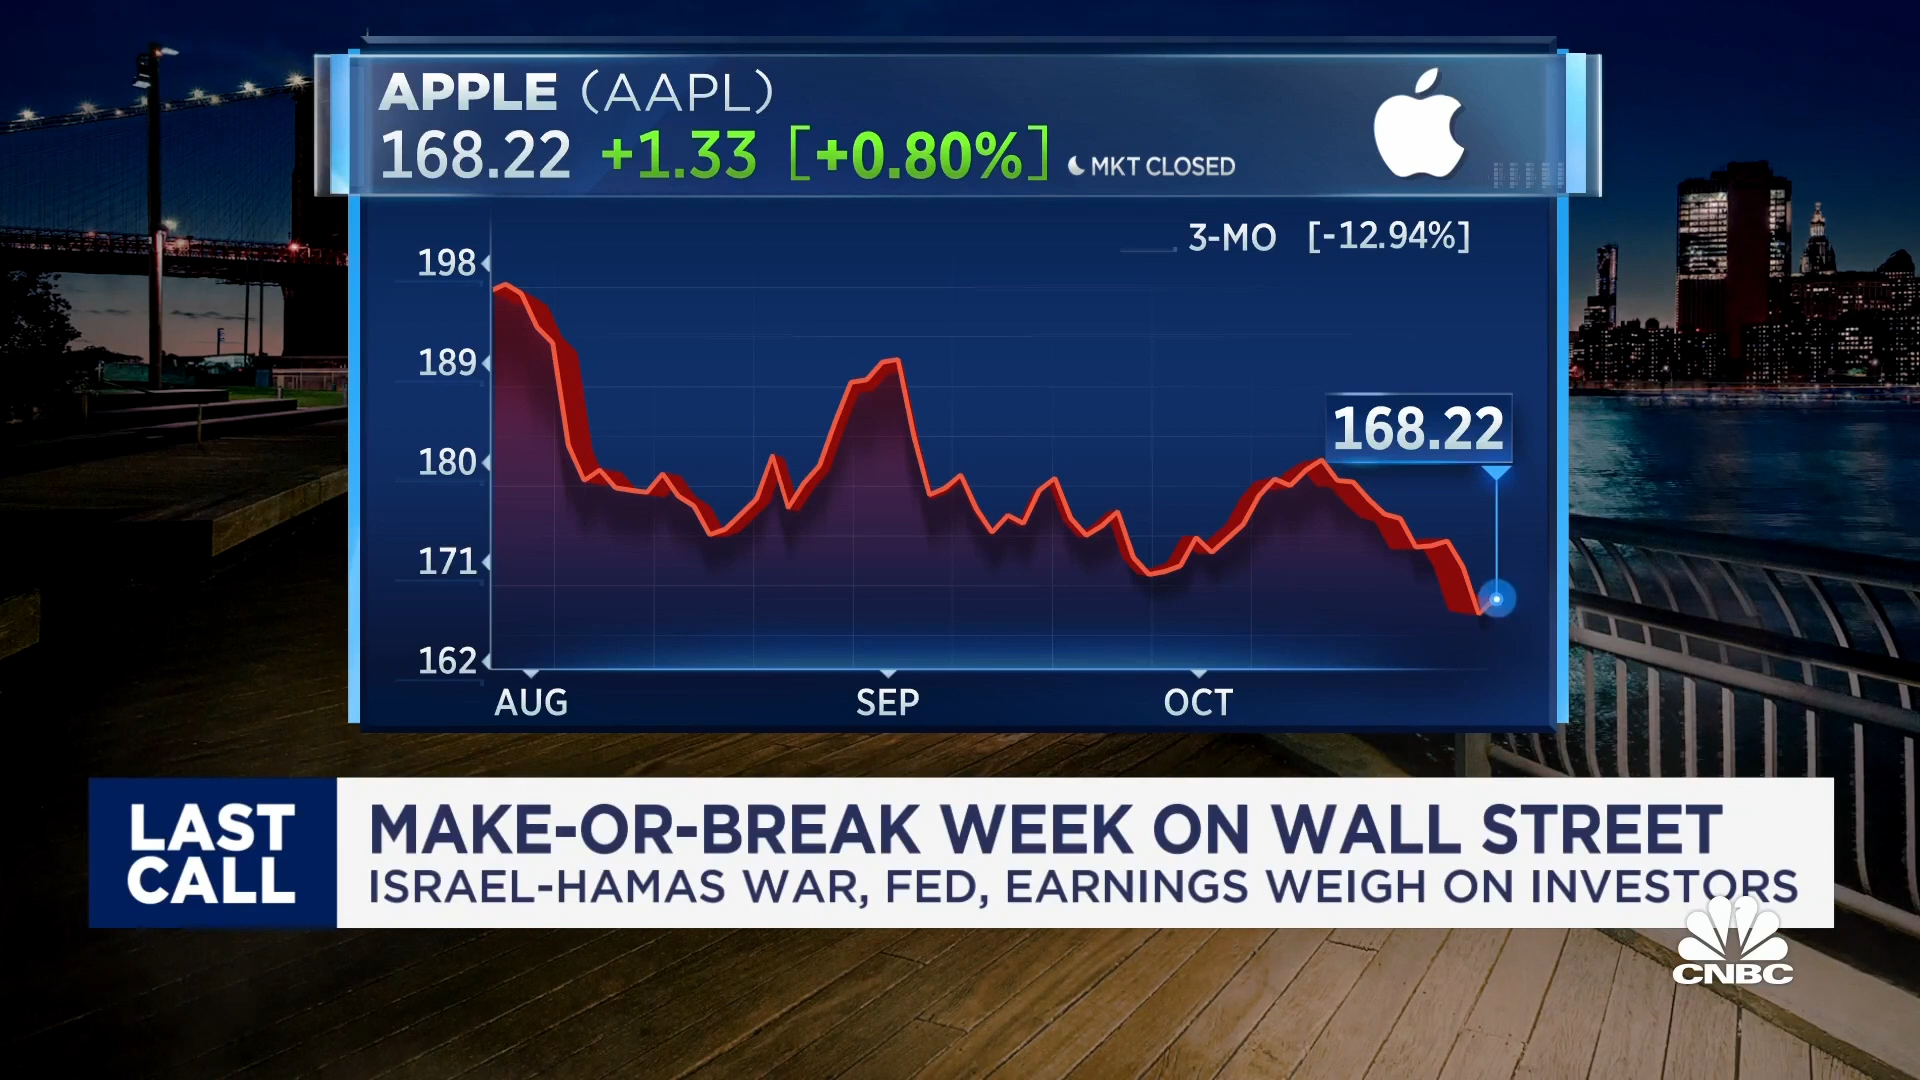 APPLE (AAPL)
168.22 +1.33 [+0.80%] MKT CLOSED
3-MO [-12.94%]
198
189
180
171
162
168.22
AUG SEP OCT
LAST CALL
MAKE-OR-BREAK WEEK ON WALL STREET
ISRAEL-HAMAS WAR, FED, EARNINGS WEIGH ON INVESTORS
CNBC